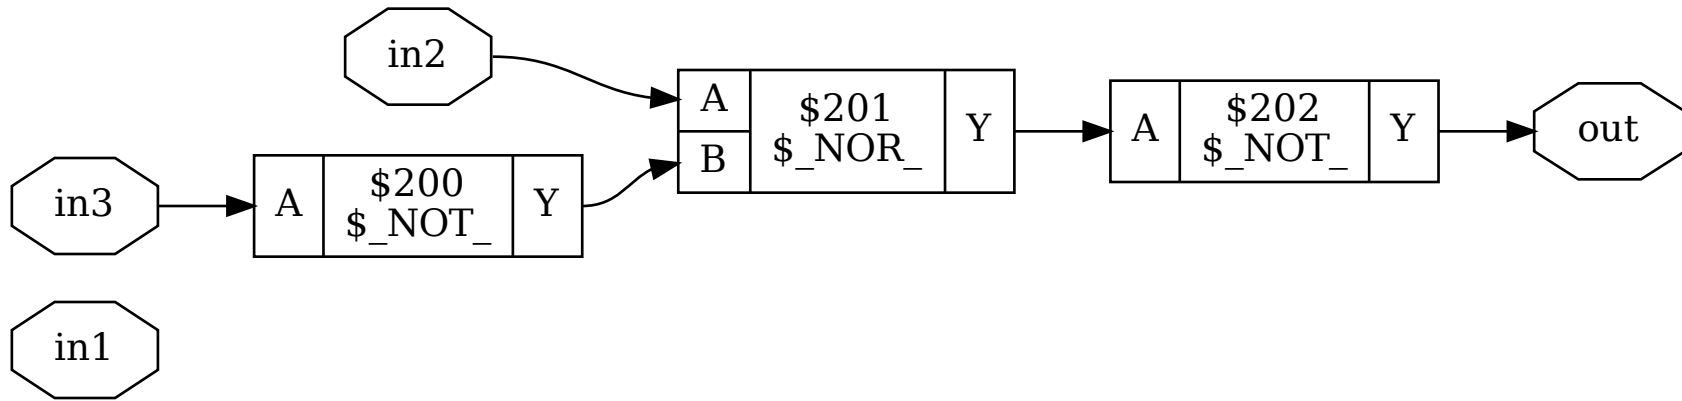 in2
in3
in1
A
$200
$_NOT_
Y
A
B
$201
$_NOR_
Y
A
$202
$_NOT_
Y
out